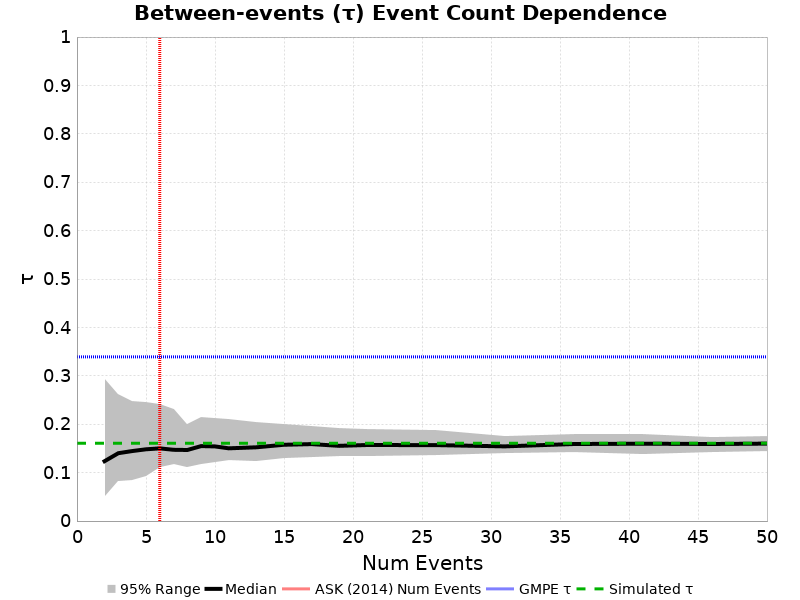 Between-events (τ) Event Count Dependence
1
0.9
0.8
0.7
0.6
0.5
0.4
0.3
0.2
0.1
0
τ
0 5 10 15 20 25 30 35 40 45 50
Num Events
95% Range Median ASK (2014) Num Events GMPE τ Simulated τ